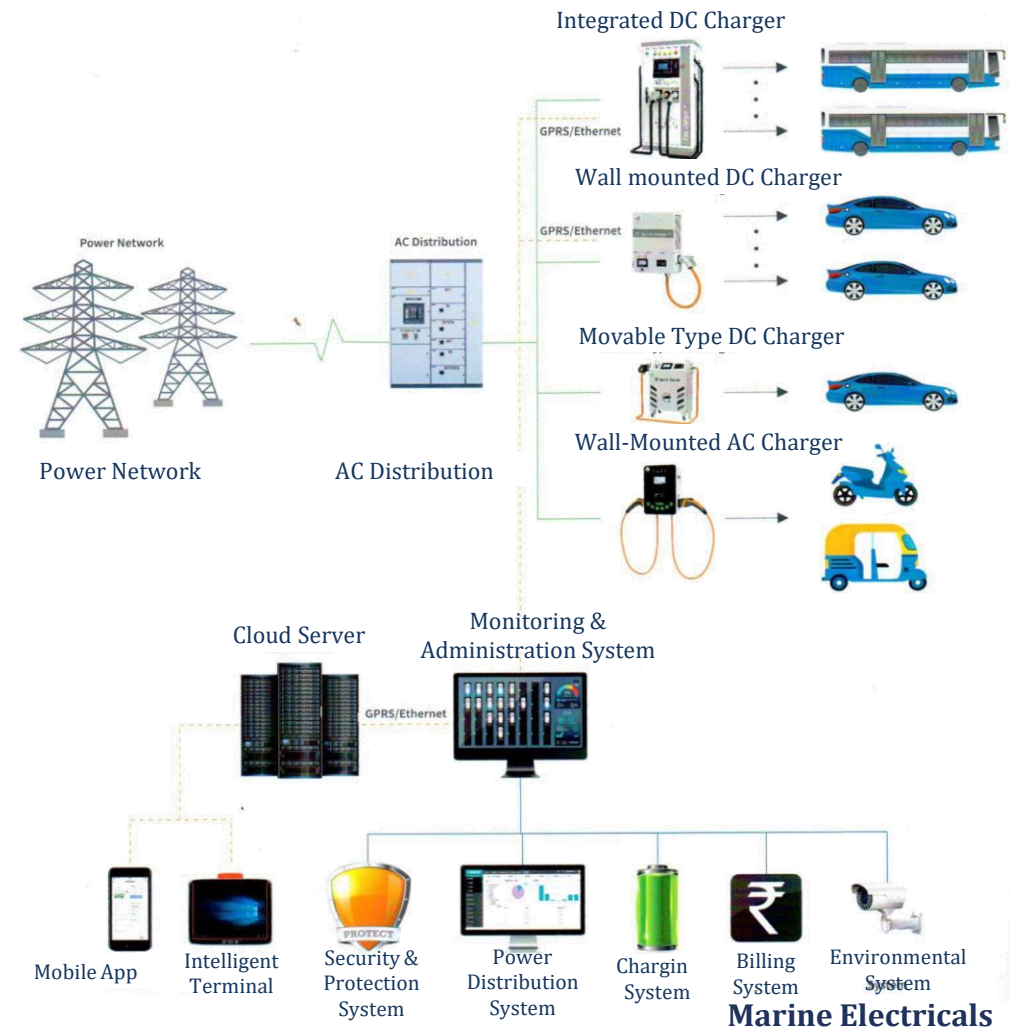 Integrated DC Charger
GPRS/Ethernet
Wall mounted DC Charger
GPRS/Ethernet
Power Network
AC Distribution
Movable Type DC Charger
Wall-Mounted AC Charger
Power Network
AC Distribution
Monitoring &
Administration System
Cloud Server
GPRS/Ethernet
PROTECT
Mobile App
Intelligent
Terminal
Security &
Protection
System
Power
Distribution
System
Chargin
System
Billing
System
Environmental
System
₹
Marine Electricals